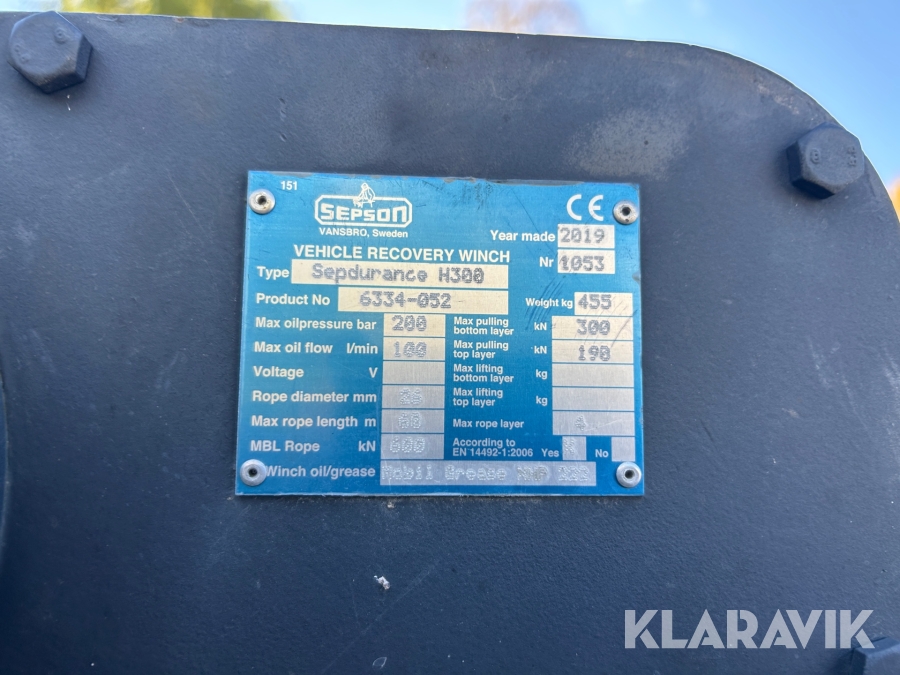 151
SEPSON
VANSBRO, Sweden
CE
Year made 2019
VEHICLE RECOVERY WINCH
Nr 1053
Type Sepdurance H300
Product No 6334-052
Weight kg 455
Max oilpressure bar 200
Max pulling bottom layer kN 300
Max oil flow l/min 100
Max pulling top layer kN 190
Voltage V
Max lifting bottom layer kg
Rope diameter mm
Max lifting top layer kg
Max rope length m
Max rope layer
MBL Rope kN 600
According to EN 14492-1:2006 Yes No
Winch oil/grease Mobil Grease XHP 222
KLARAVIK